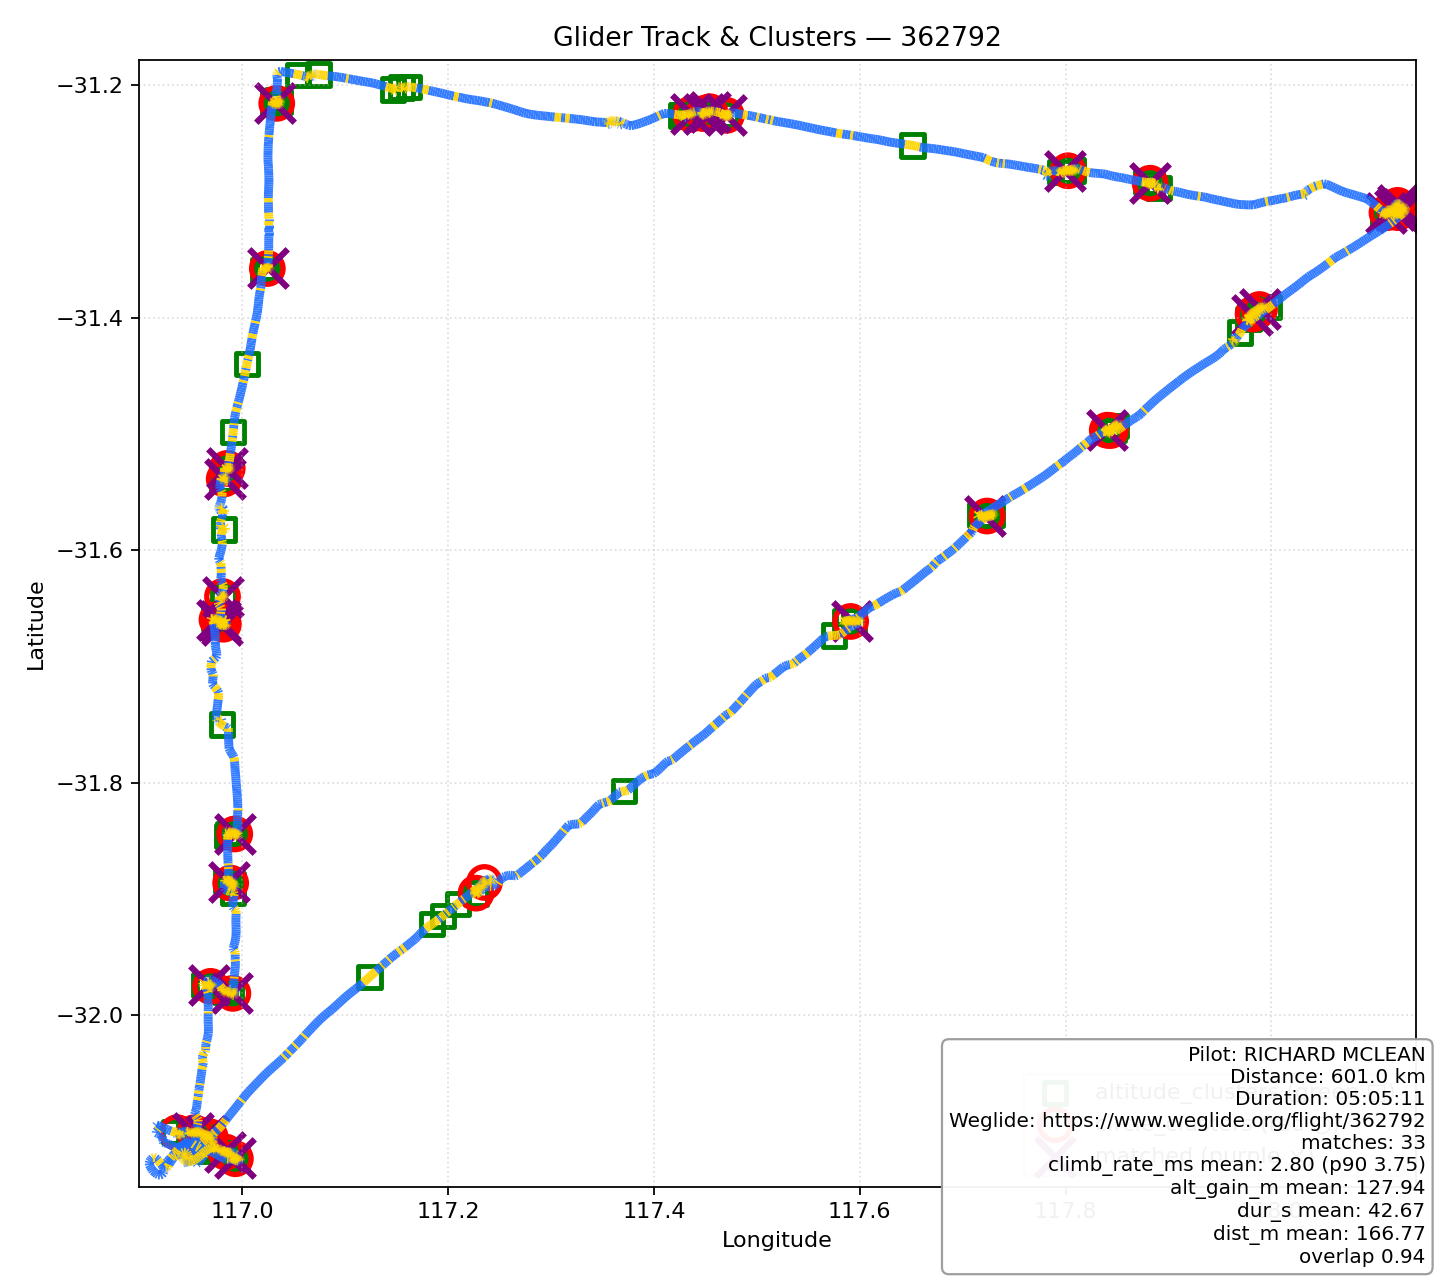 Glider Track & Clusters — 362792
−31.2
−31.4
−31.6
−31.8
−32.0
Latitude
117.0
117.2
117.4
117.6
117.8
Longitude
altitude_clus
matched (purple
Pilot: RICHARD MCLEAN
Distance: 601.0 km
Duration: 05:05:11
Weglide: https://www.weglide.org/flight/362792
matches: 33
climb_rate_ms mean: 2.80 (p90 3.75)
alt_gain_m mean: 127.94
dur_s mean: 42.67
dist_m mean: 166.77
overlap 0.94